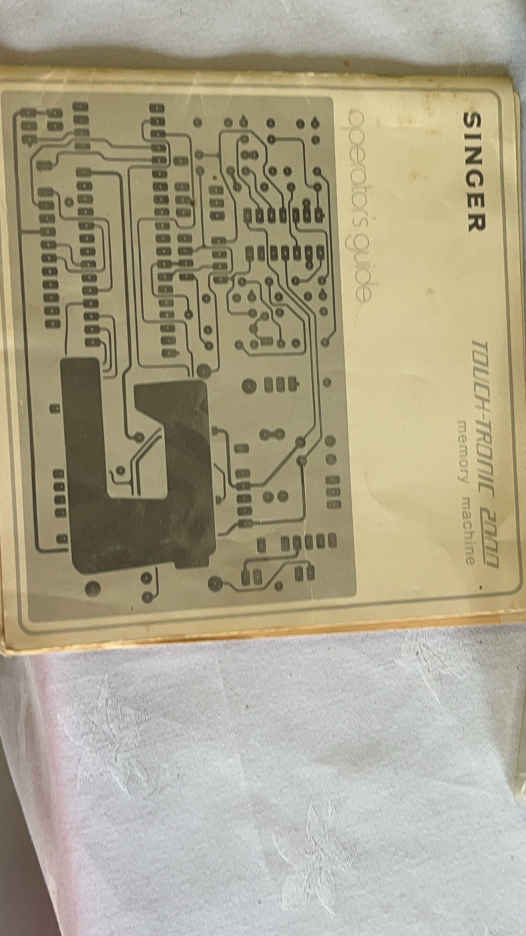 SINGER
TOUCH-TRONIC 2000
memory machine
operator's guide